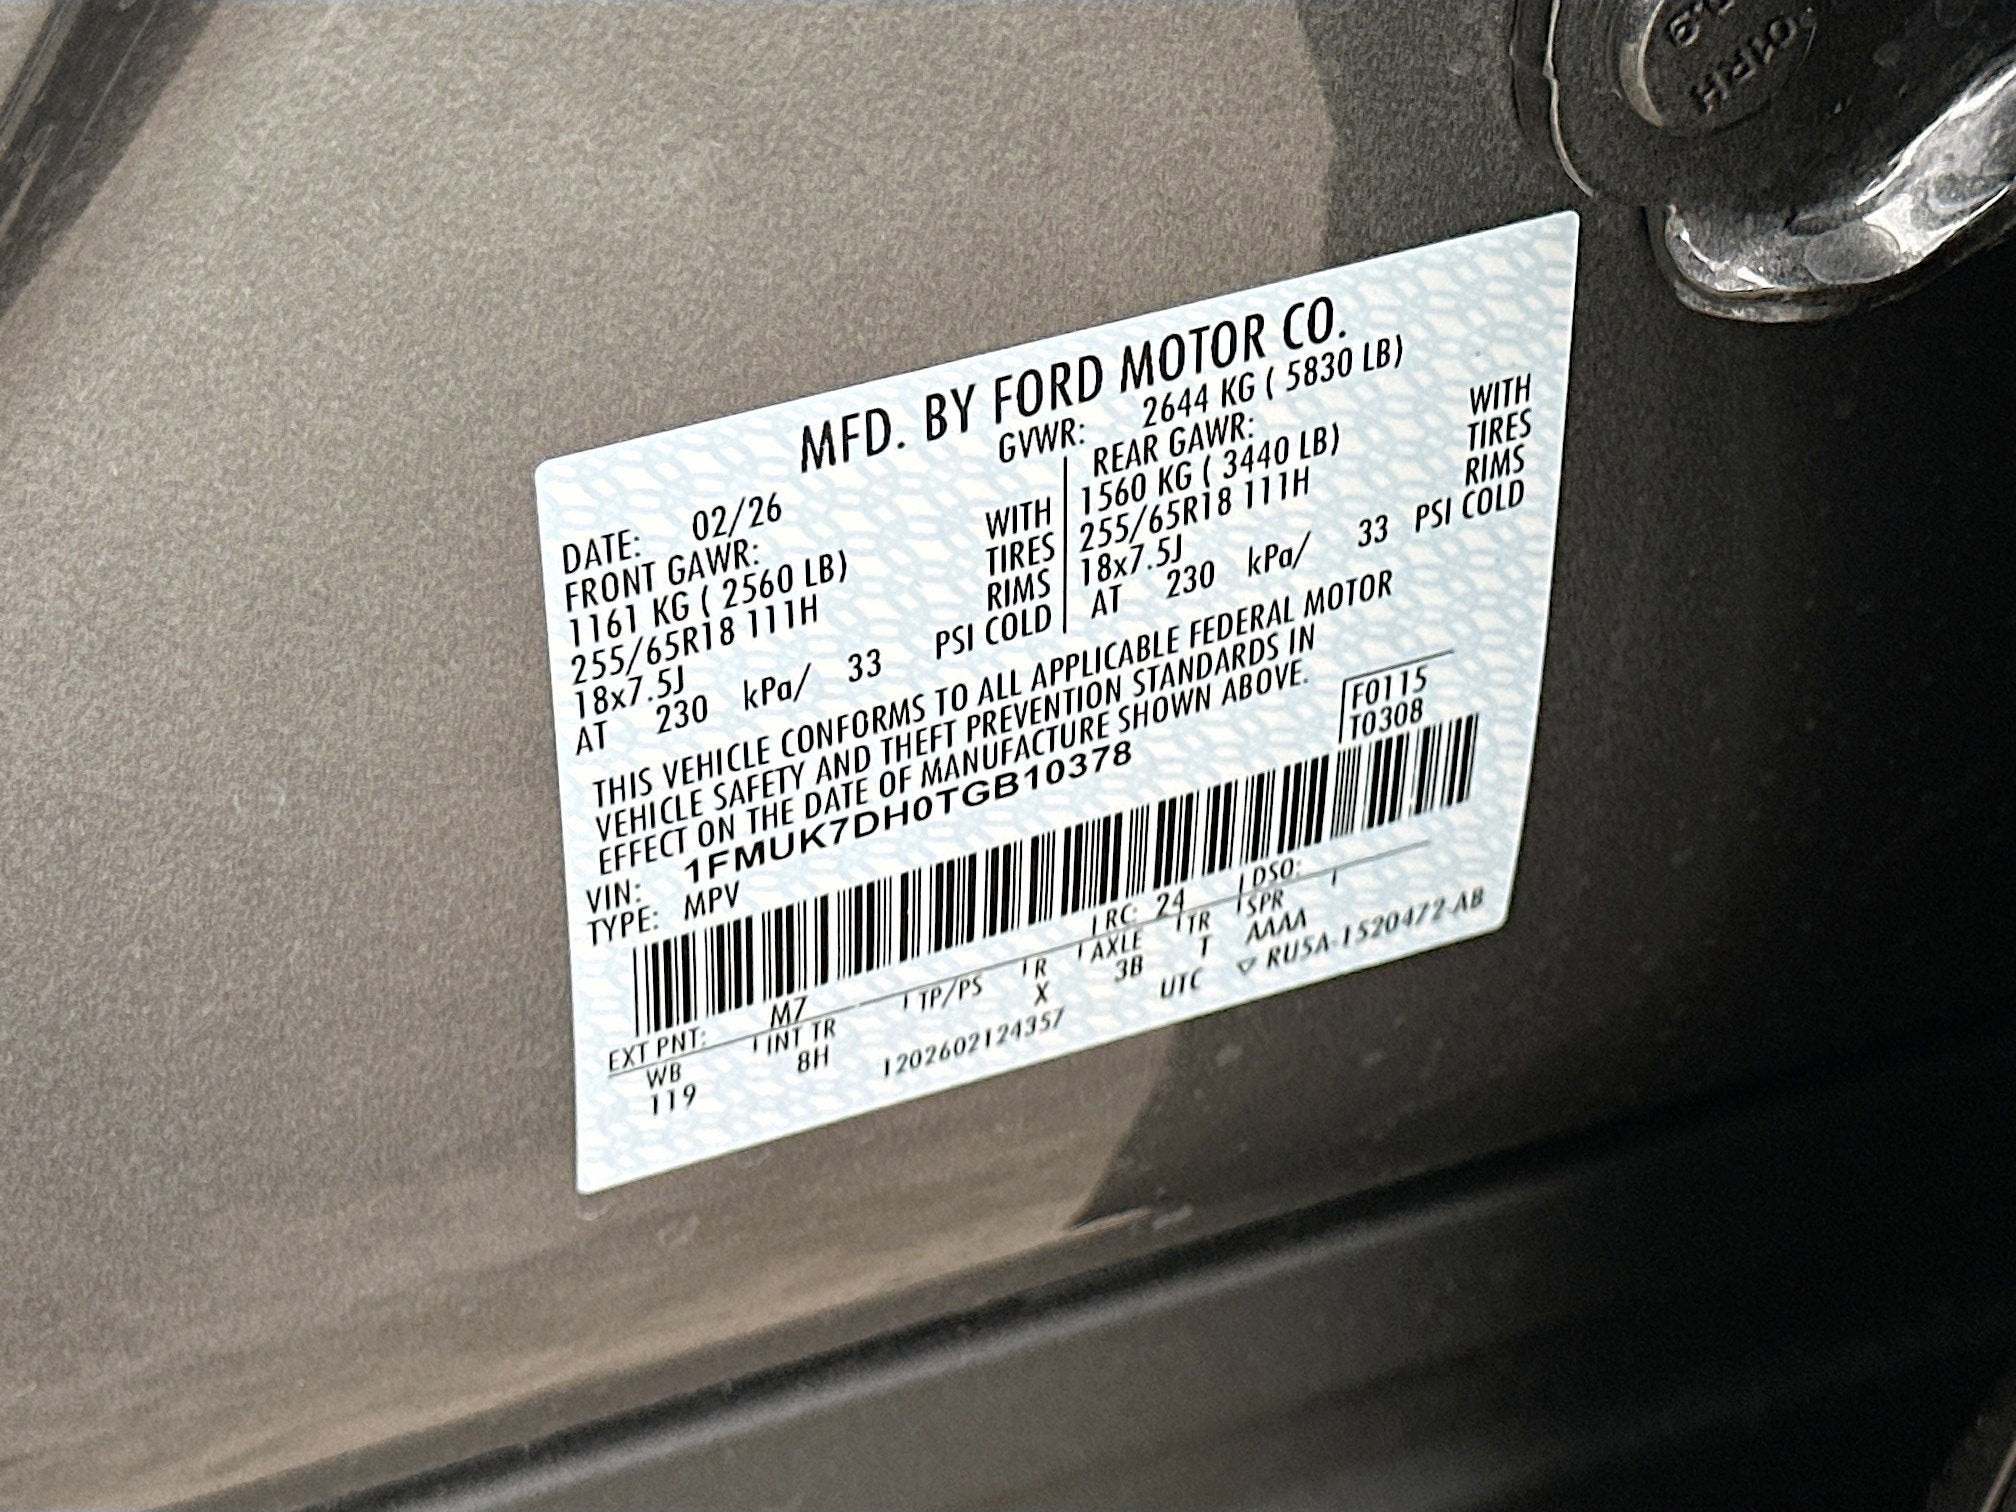 01RH
MFD. BY FORD MOTOR CO.
DATE: 02/26 GVWR: 2644 KG ( 5830 LB)
FRONT GAWR: REAR GAWR:
1161 KG ( 2560 LB) WITH 1560 KG ( 3440 LB) WITH
255/65R18 111H TIRES 255/65R18 111H TIRES
18x7.5J RIMS 18x7.5J RIMS
AT 230 kPa/ 33 PSI COLD AT 230 kPa/ 33 PSI COLD
THIS VEHICLE CONFORMS TO ALL APPLICABLE FEDERAL MOTOR
VEHICLE SAFETY AND THEFT PREVENTION STANDARDS IN
EFFECT ON THE DATE OF MANUFACTURE SHOWN ABOVE.
VIN: 1FMUK7DH0TGB10378 F0115
TYPE: MPV T0308
EXT PNT: M7 RC: 24 DSO:
WB INT TR TP/PS R AXLE TR SPR
119 8H X 3B T AAAA
1202602124357 UTC ▽ RU5A-1520472-AB